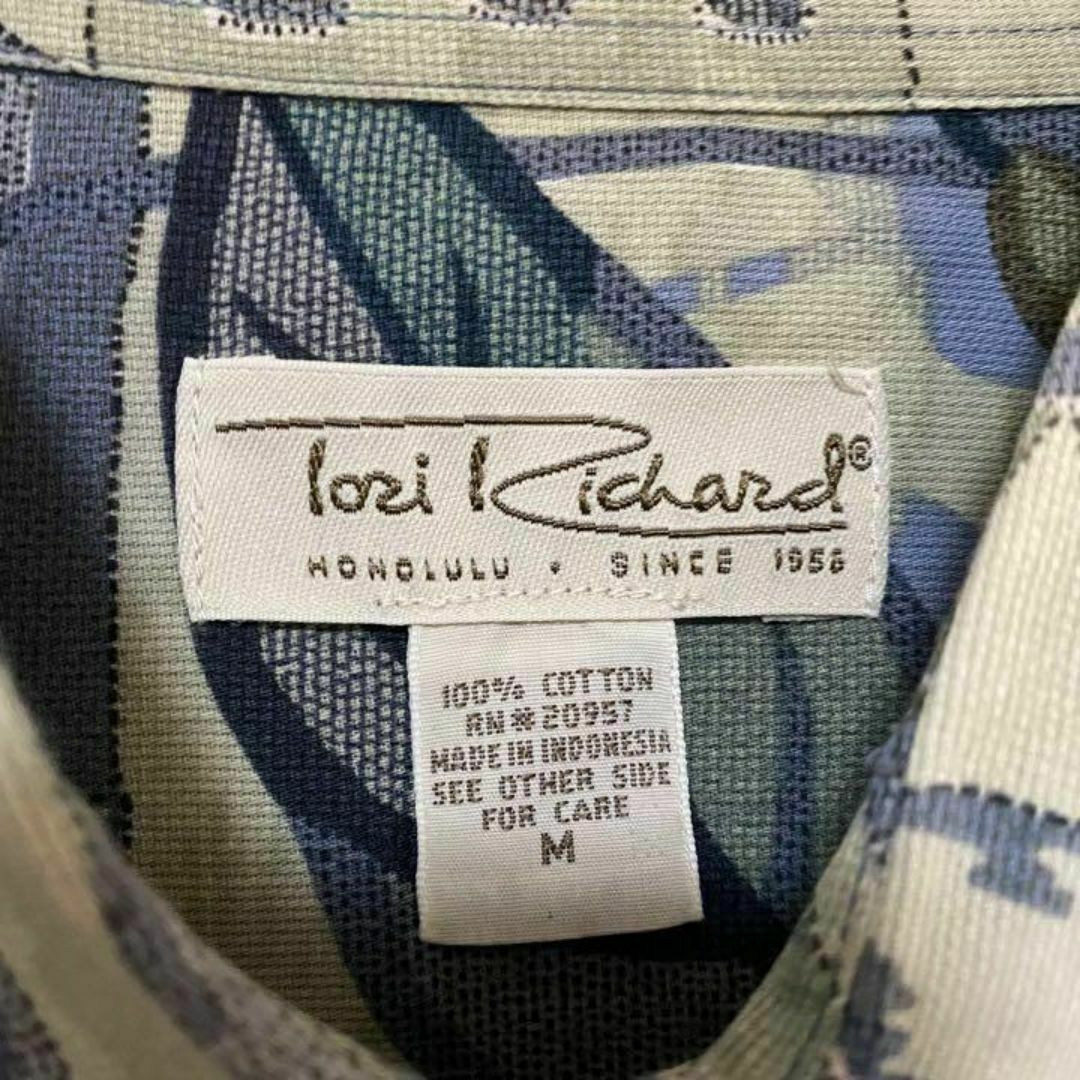 Tori Richard®
HONOLULU • SINCE 1956
100% COTTON
RN#20957
MADE IN INDONESIA
SEE OTHER SIDE
FOR CARE
M